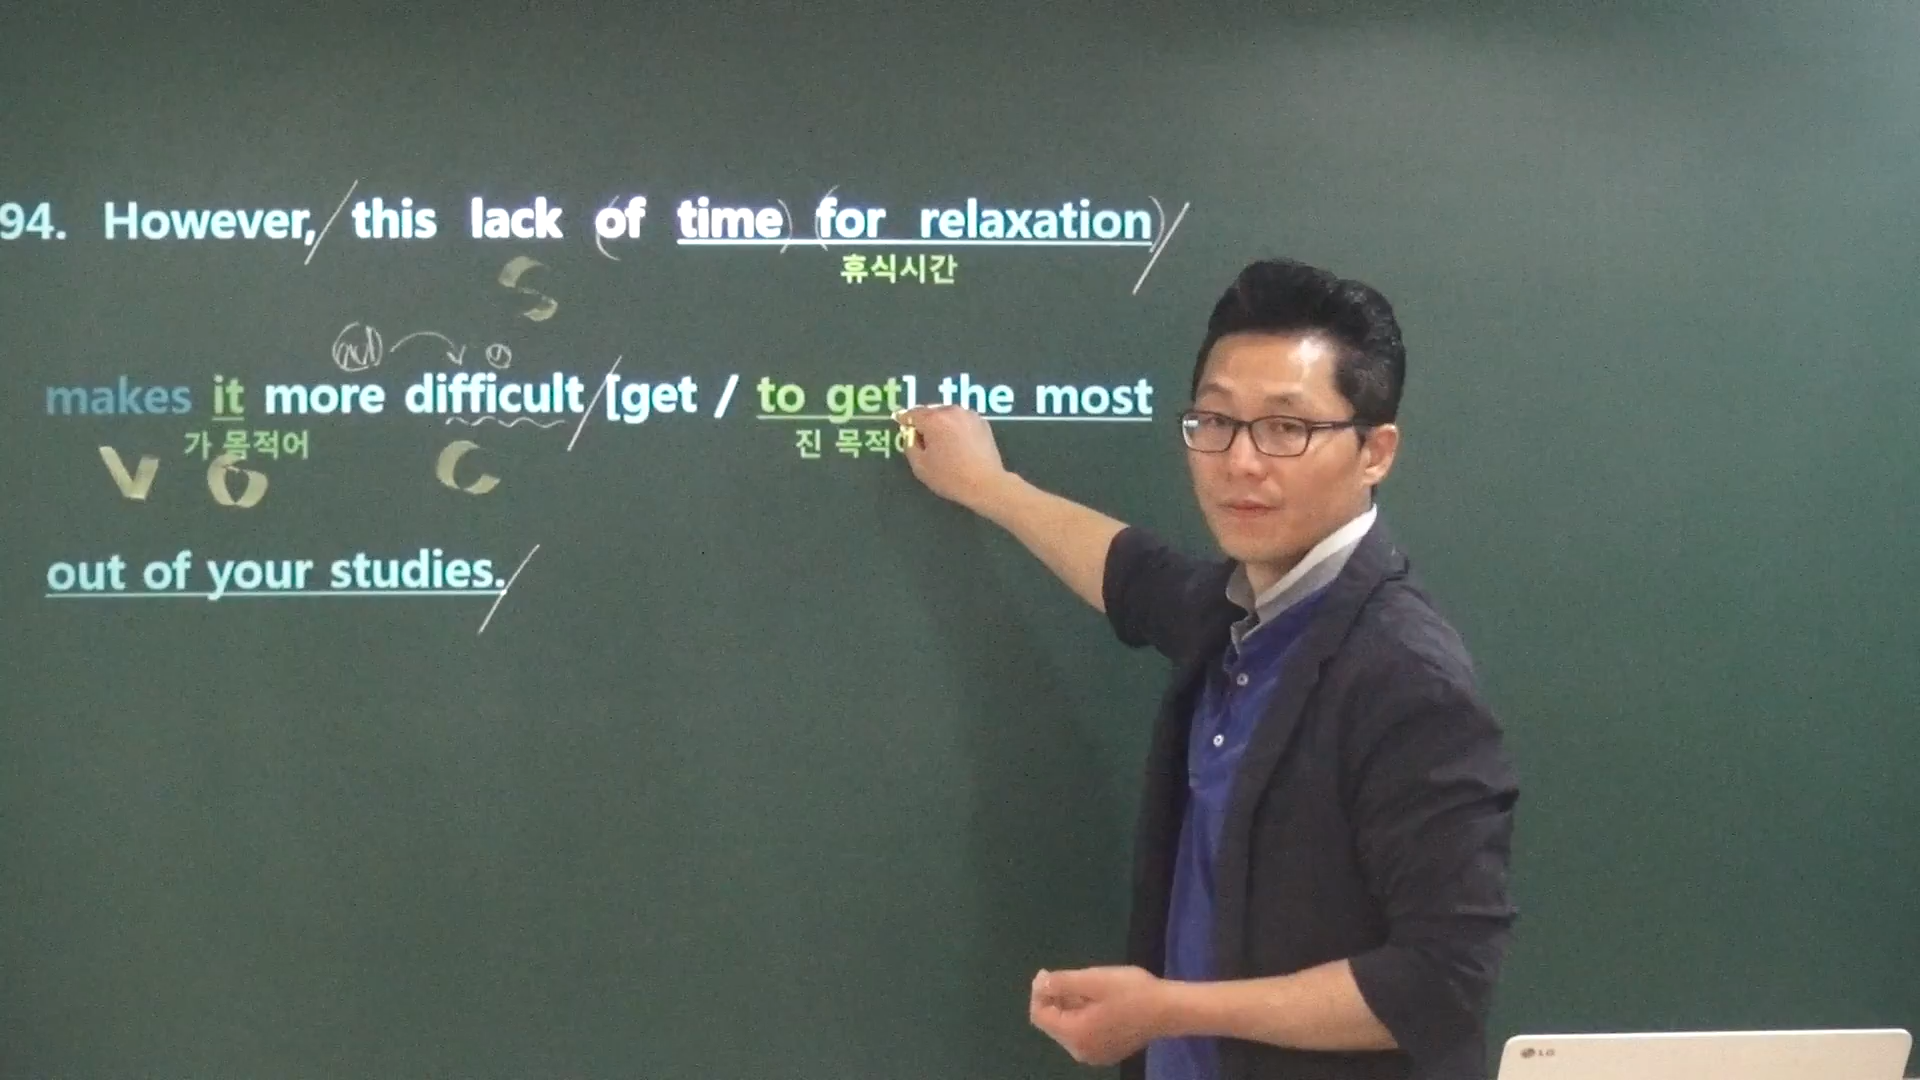 94. However, this lack of time for relaxation
휴식시간
S
makes it more difficult [get / to get] the most
가 목적어 진 목적어
V O C
out of your studies.
LG